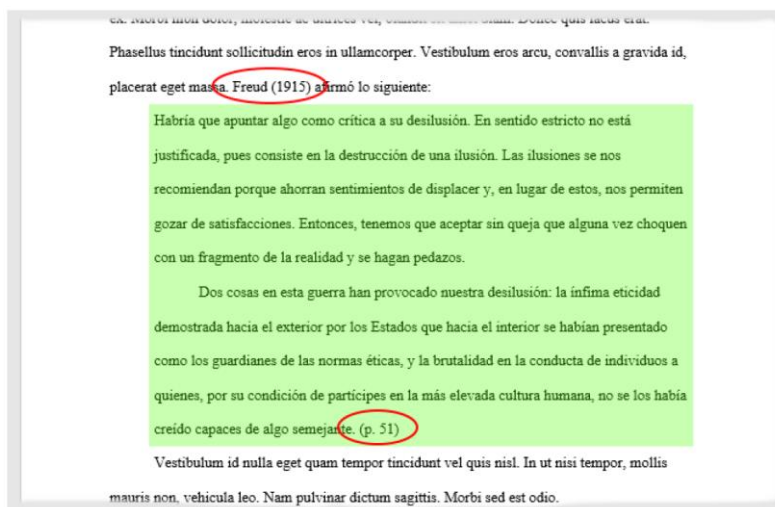 ex. Morbi mon dolor, molestie ac ultrices vel,
Phasellus tincidunt sollicitudin eros in ullamcorper. Vestibulum eros arcu, convallis a gravida id,
placerat eget massa. Freud (1915) afirmó lo siguiente:
Habría que apuntar algo como crítica a su desilusión. En sentido estricto no está
justificada, pues consiste en la destrucción de una ilusión. Las ilusiones se nos
recomiendan porque ahorran sentimientos de displacer y, en lugar de estos, nos permiten
gozar de satisfacciones. Entonces, tenemos que aceptar sin queja que alguna vez choquen
con un fragmento de la realidad y se hagan pedazos.
Dos cosas en esta guerra han provocado nuestra desilusión: la ínfima eticidad
demostrada hacia el exterior por los Estados que hacia el interior se habían presentado
como los guardianes de las normas éticas, y la brutalidad en la conducta de individuos a
quienes, por su condición de partícipes en la más elevada cultura humana, no se los había
creído capaces de algo semejante. (p. 51)
Vestibulum id nulla eget quam tempor tincidunt vel quis nisl. In ut nisi tempor, mollis
mauris non, vehicula leo. Nam pulvinar dictum sagittis. Morbi sed est odio.